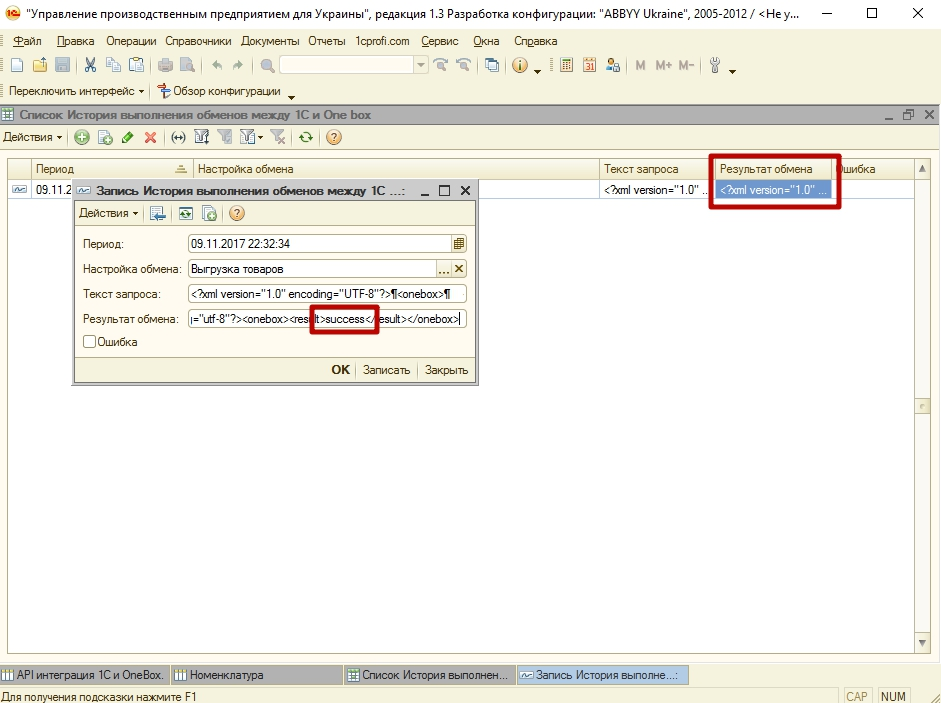 "Управление производственным предприятием для Украины", редакция 1.3 Разработка конфигурации: "ABBYY Ukraine", 2005-2012 / <Не у...
Файл Правка Операции Справочники Документы Отчеты 1cprofi.com Сервис Окна Справка
M M+ M-
Переключить интерфейс Обзор конфигурации
Список История выполнения обменов между 1С и One box
Действия
Период Настройка обмена Текст запроса Результат обмена Ошибка
09.11.2 <?xml version="1.0" ... <?xml version="1.0" ...
Запись История выполнения обменов между 1С ...:
Действия
Период: 09.11.2017 22:32:34
Настройка обмена: Выгрузка товаров ...
Текст запроса: <?xml version="1.0" encoding="UTF-8"?>¶<onebox>¶
Результат обмена: ="utf-8"?><onebox><result>success</result></onebox>
Ошибка
OK Записать Закрыть
API интеграция 1С и OneBox. Номенклатура Список История выполнен... Запись История выполне...:
Для получения подсказки нажмите F1 CAP NUM